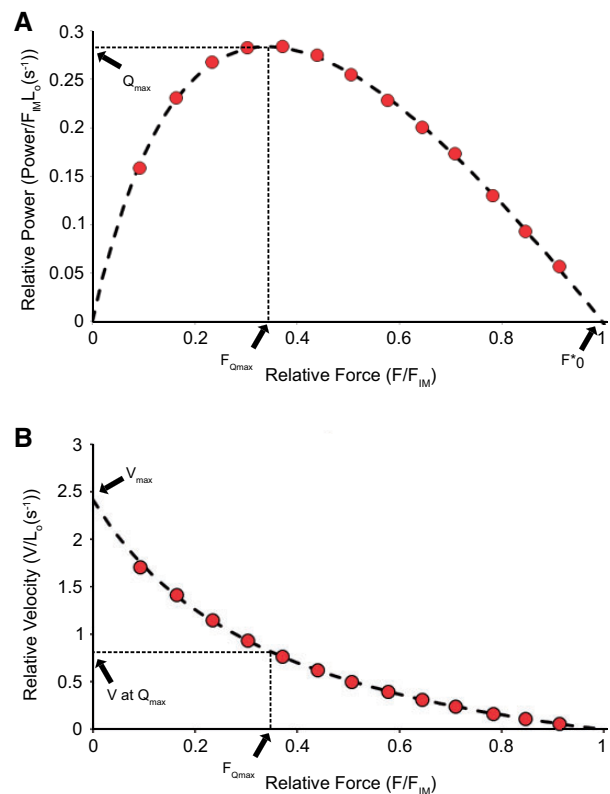 A
0.3
Q_max
0.25
0.2
0.15
0.1
0.05
0
Relative Power (Power/F_IM L_o(s⁻¹))
0 0.2 0.4 0.6 0.8 1
F_Qmax F*0
Relative Force (F/F_IM)
B
3
V_max
2.5
2
1.5
1
0.5
V at Q_max
0
Relative Velocity (V/L_o(s⁻¹))
0 0.2 0.4 0.6 0.8 1
F_Qmax
Relative Force (F/F_IM)